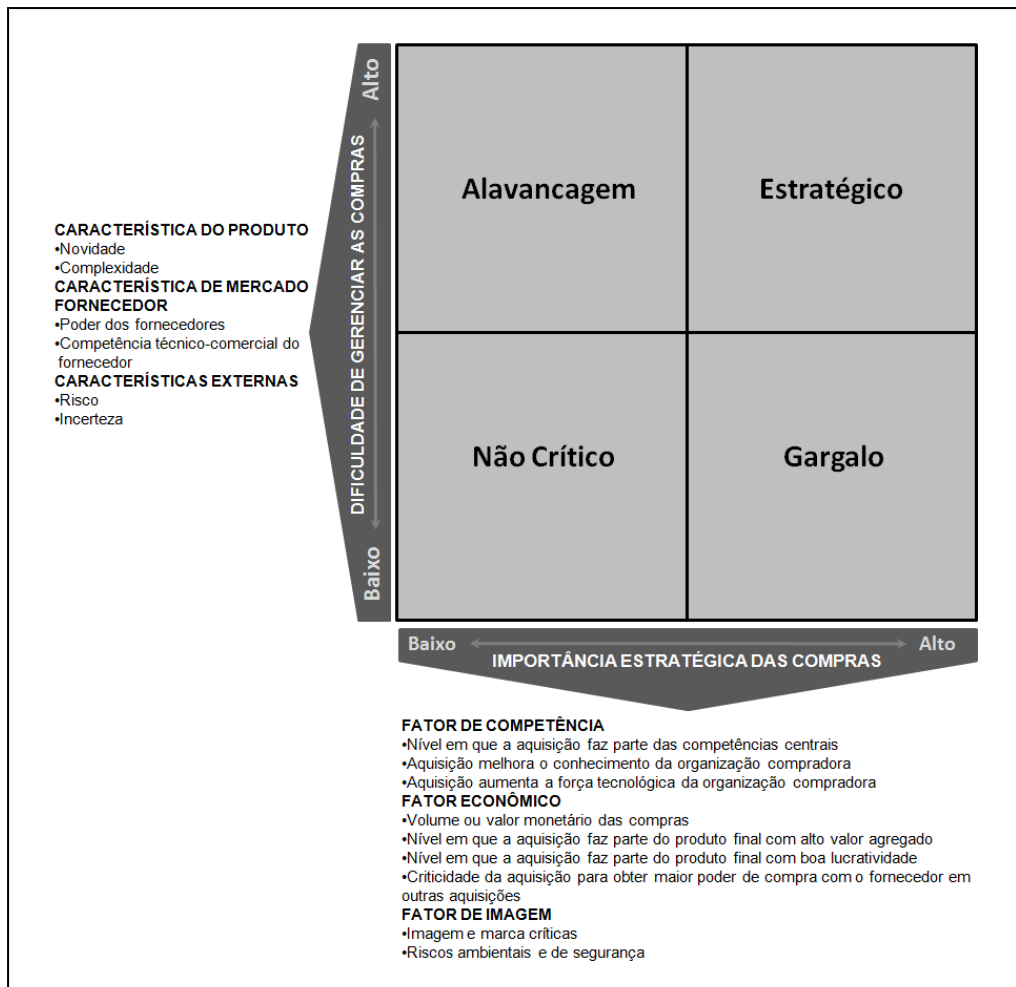 Alto
DIFICULDADE DE GERENCIAR AS COMPRAS
Baixo
Alavancagem
Estratégico
Não Crítico
Gargalo
CARACTERÍSTICA DO PRODUTO
•Novidade
•Complexidade
CARACTERÍSTICA DE MERCADO
FORNECEDOR
•Poder dos fornecedores
•Competência técnico-comercial do
fornecedor
CARACTERÍSTICAS EXTERNAS
•Risco
•Incerteza
Baixo
Alto
IMPORTÂNCIA ESTRATÉGICA DAS COMPRAS
FATOR DE COMPETÊNCIA
•Nível em que a aquisição faz parte das competências centrais
•Aquisição melhora o conhecimento da organização compradora
•Aquisição aumenta a força tecnológica da organização compradora
FATOR ECONÔMICO
•Volume ou valor monetário das compras
•Nível em que a aquisição faz parte do produto final com alto valor agregado
•Nível em que a aquisição faz parte do produto final com boa lucratividade
•Criticidade da aquisição para obter maior poder de compra com o fornecedor em
outras aquisições
FATOR DE IMAGEM
•Imagem e marca críticas
•Riscos ambientais e de segurança